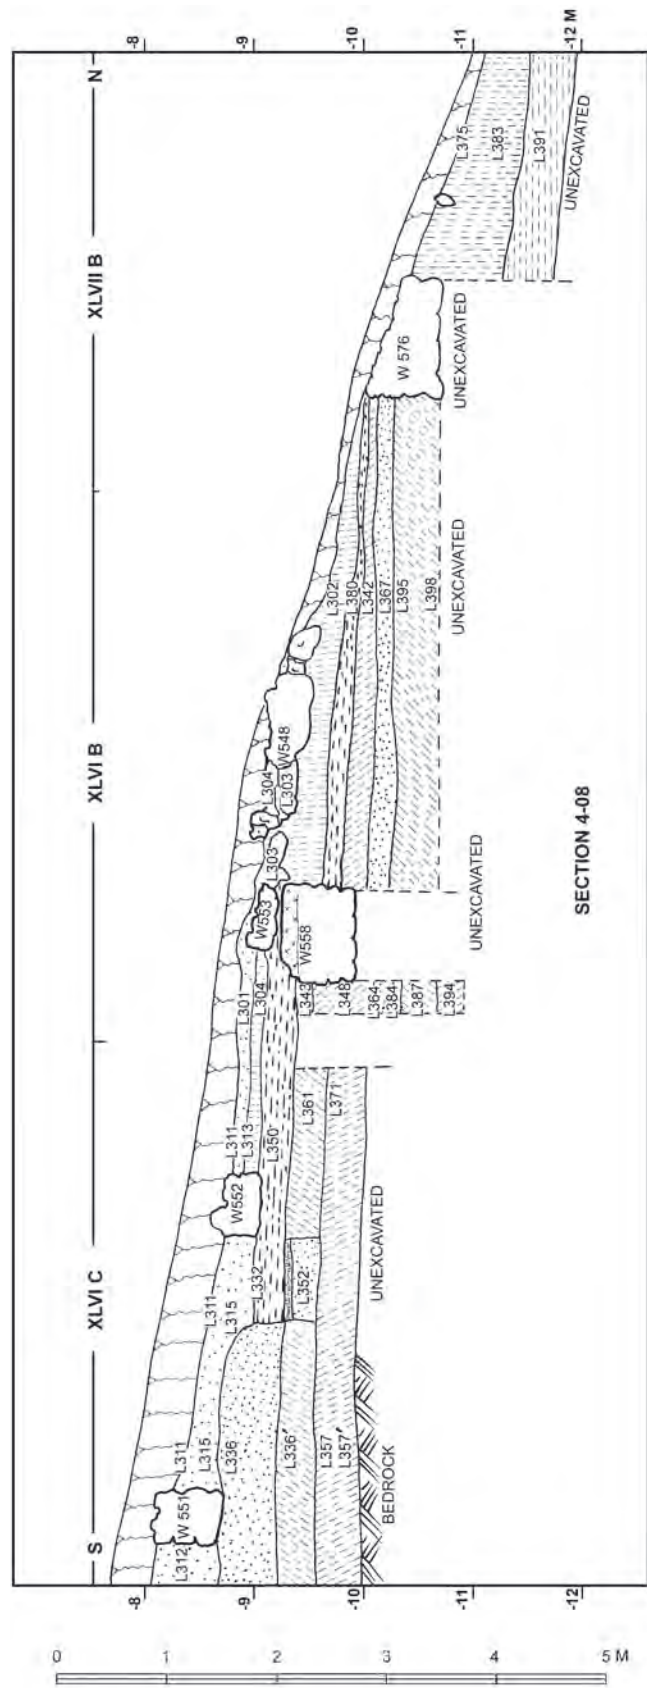 S
XLVI C
XLVI B
XLVII B
N
-8
-9
-10
-11
-12 M
-8
-9
-10
-11
-12
L312
W 551
L311
L315
L336
L336'
L357
L357'
BEDROCK
L311
L315
L332
L352
W552
UNEXCAVATED
L311
L313
L350
L361
L371
L301
L304
W553
W558
L343
L348
L364
L384
L387
L394
UNEXCAVATED
L303
L304
L303
W548
L302
L380
L342
L367
L395
L398
UNEXCAVATED
W 576
UNEXCAVATED
L375
L383
L391
UNEXCAVATED
SECTION 4-08
0
1
2
3
4
5 M